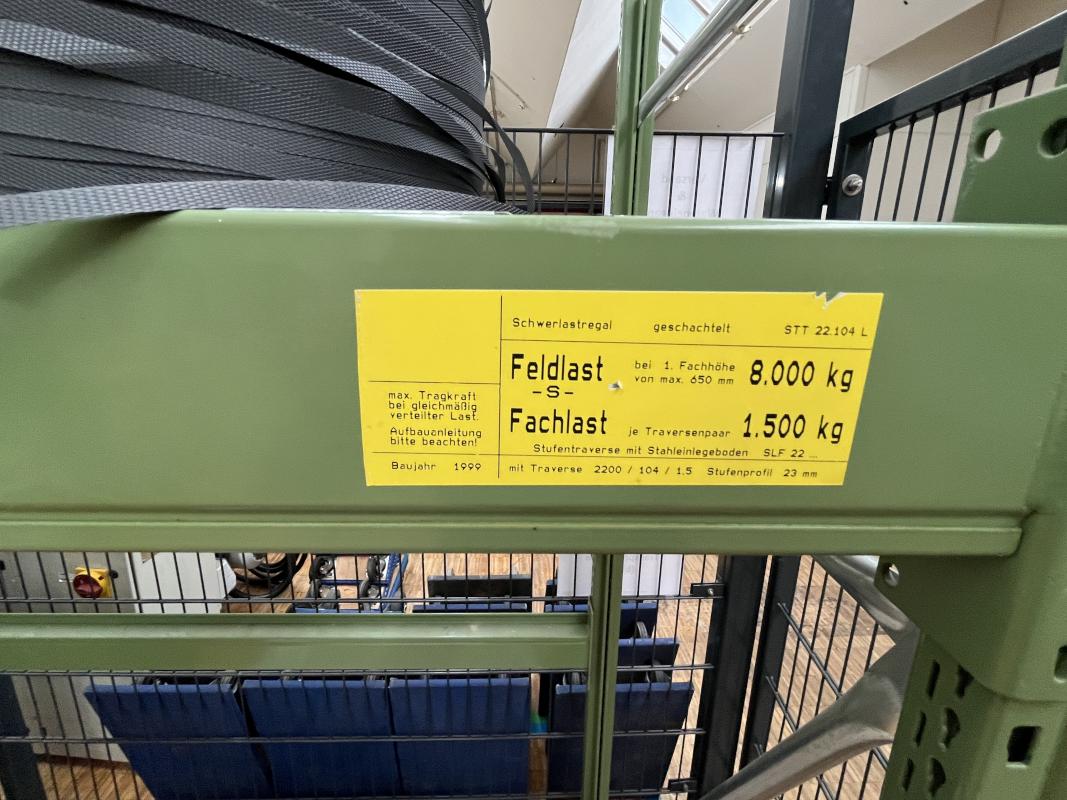 Schwerlastregal geschachtelt STT 22.104 L
Feldlast bei 1. Fachhöhe von max. 650 mm 8.000 kg
-S-
Fachlast je Traversenpaar 1.500 kg
Stufentraverse mit Stahleinlegeboden SLF 22 ...
mit Traverse 2200 / 104 / 1,5 Stufenprofil 23 mm
max. Tragkraft
bei gleichmäßig
verteilter Last.
Aufbauanleitung
bitte beachten!
Baujahr 1999